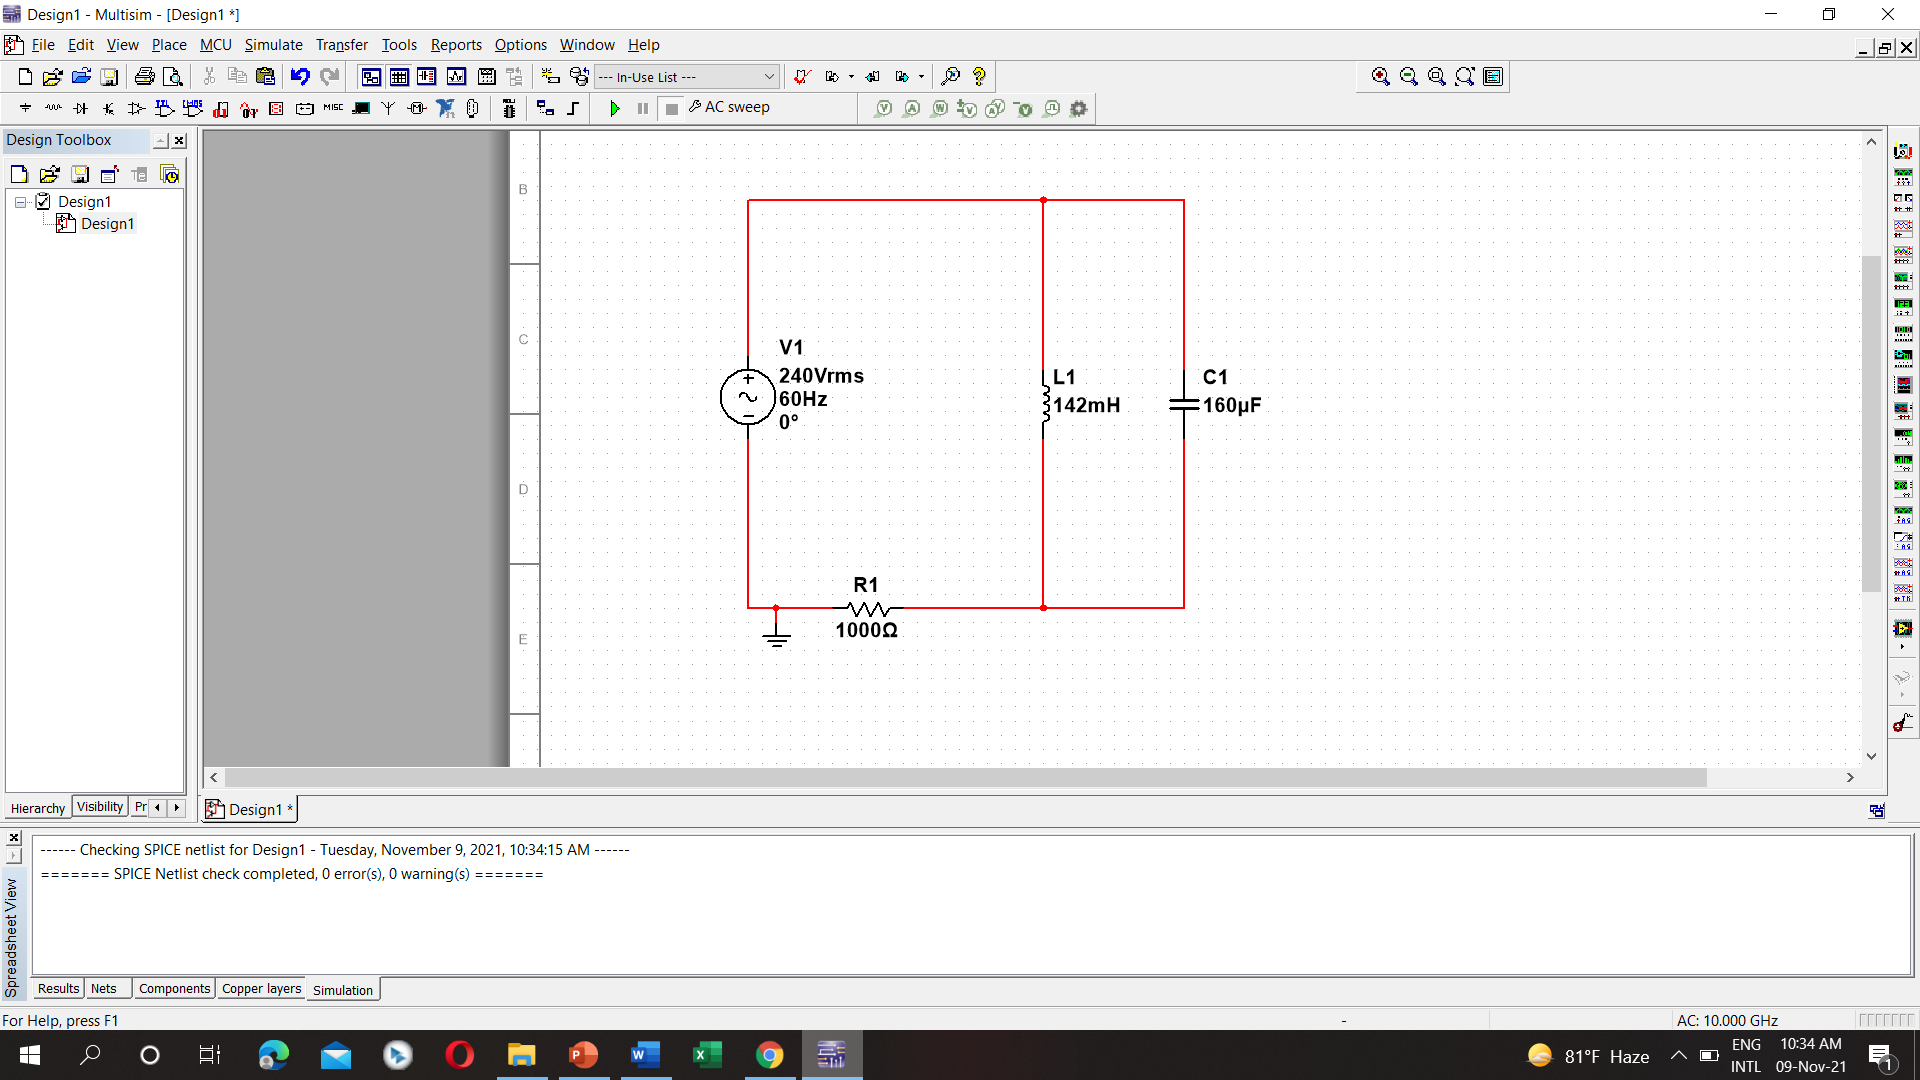 Design1 - Multisim - [Design1 *]
File Edit View Place MCU Simulate Transfer Tools Reports Options Window Help
--- In-Use List ---
MISC
AC sweep
Design Toolbox
Design1
Design1
B
C
D
E
V1
240Vrms
60Hz
0°
L1
142mH
C1
160µF
R1
1000Ω
Hierarchy Visibility Pr
Design1 *
------ Checking SPICE netlist for Design1 - Tuesday, November 9, 2021, 10:34:15 AM ------
======= SPICE Netlist check completed, 0 error(s), 0 warning(s) =======
Spreadsheet View
Results Nets Components Copper layers Simulation
For Help, press F1
-
AC: 10.000 GHz
81°F Haze
ENG
INTL
10:34 AM
09-Nov-21
1